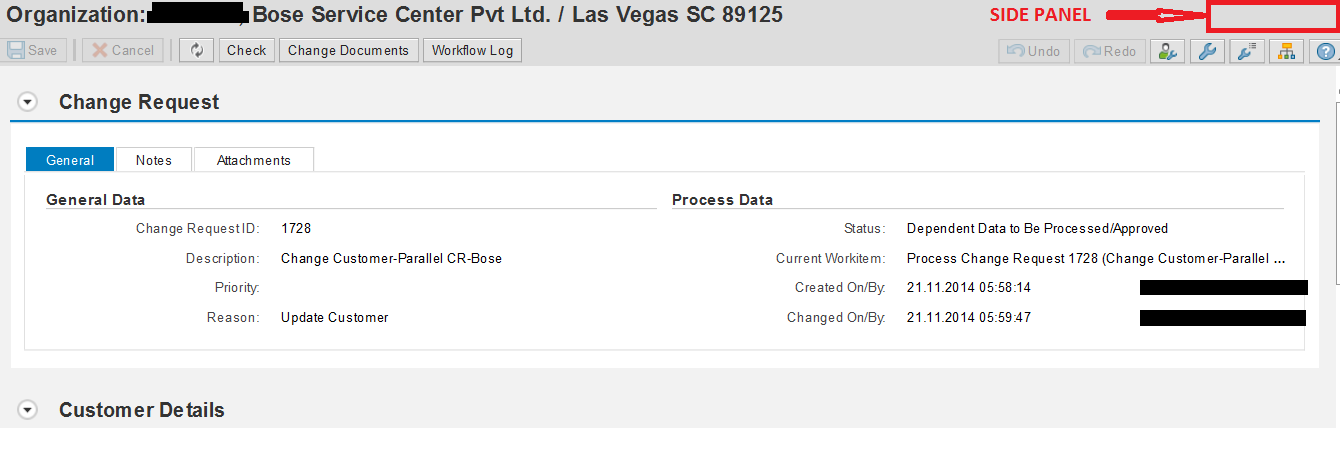 Organization: , Bose Service Center Pvt Ltd. / Las Vegas SC 89125 SIDE PANEL
Save Cancel Check Change Documents Workflow Log Undo Redo
Change Request
General Notes Attachments
General Data Process Data
Change Request ID: 1728 Status: Dependent Data to Be Processed/Approved
Description: Change Customer-Parallel CR-Bose Current Workitem: Process Change Request 1728 (Change Customer-Parallel ...
Priority: Created On/By: 21.11.2014 05:58:14
Reason: Update Customer Changed On/By: 21.11.2014 05:59:47
Customer Details